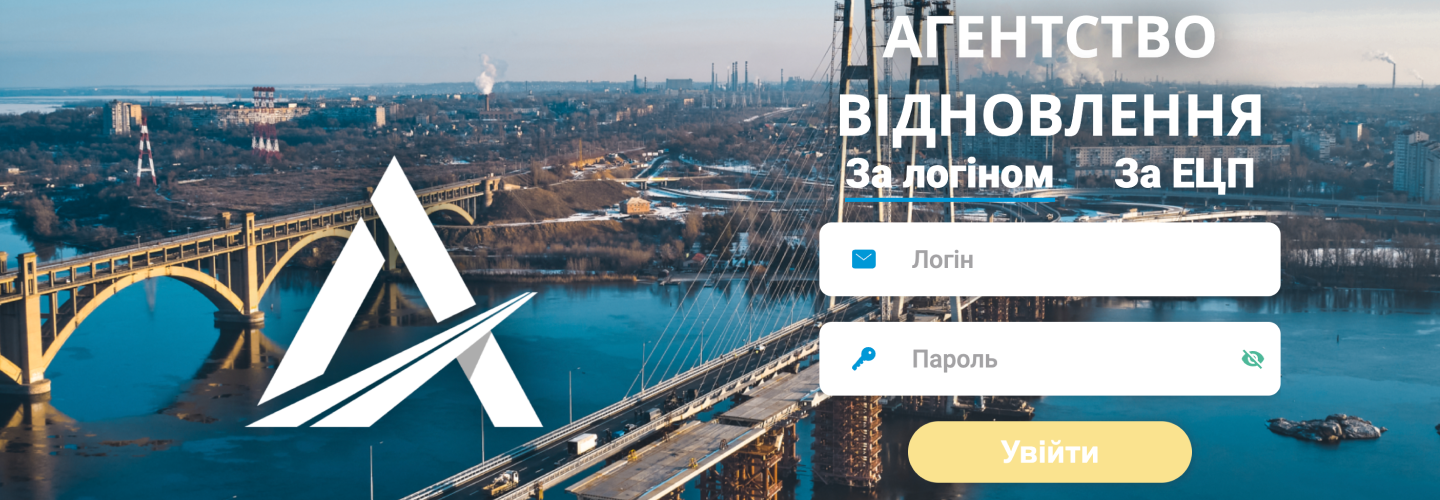 АГЕНТСТВО
ВІДНОВЛЕННЯ
За логіном За ЕЦП
Логін
Пароль
Увійти